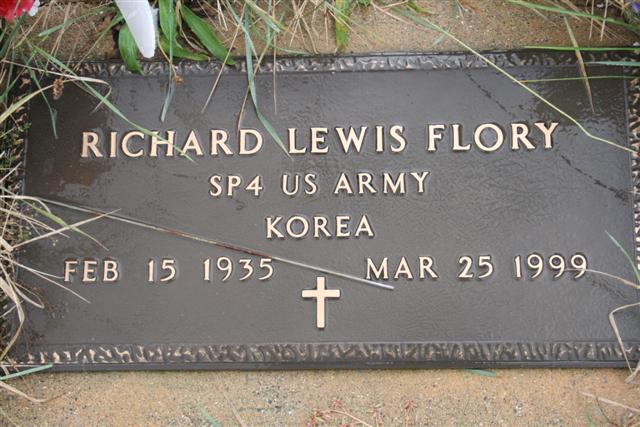 RICHARD LEWIS FLORY
SP4 US ARMY
KOREA
FEB 15 1935 MAR 25 1999